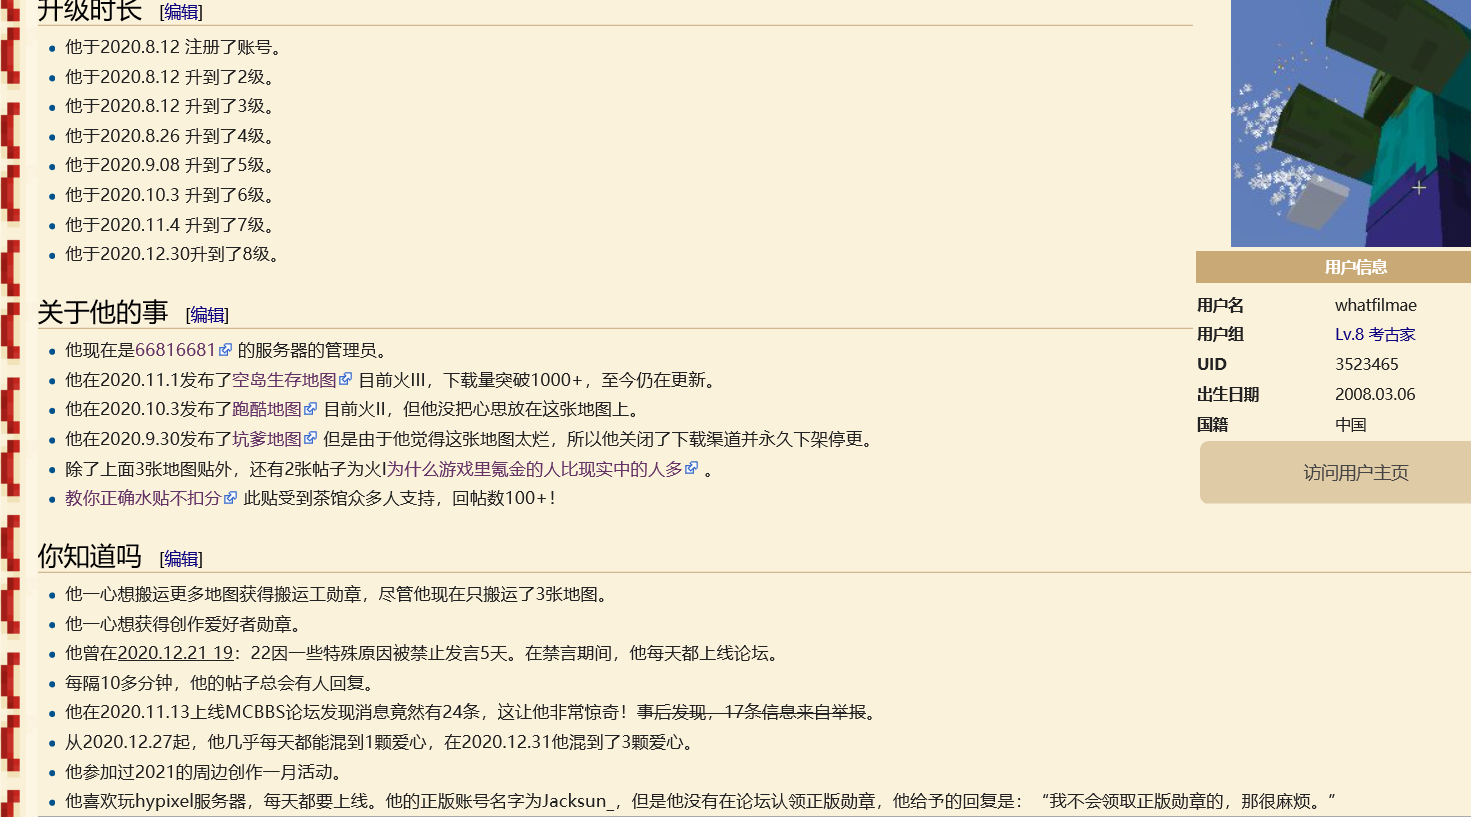 升级时长 [编辑]
他于2020.8.12 注册了账号。
他于2020.8.12 升到了2级。
他于2020.8.12 升到了3级。
他于2020.8.26 升到了4级。
他于2020.9.08 升到了5级。
他于2020.10.3 升到了6级。
他于2020.11.4 升到了7级。
他于2020.12.30升到了8级。
关于他的事 [编辑]
他现在是66816681 的服务器的管理员。
他在2020.11.1发布了空岛生存地图 目前火III，下载量突破1000+，至今仍在更新。
他在2020.10.3发布了跑酷地图 目前火II，但他没把心思放在这张地图上。
他在2020.9.30发布了坑爹地图 但是由于他觉得这张地图太烂，所以他关闭了下载渠道并永久下架停更。
除了上面3张地图贴外，还有2张帖子为火I为什么游戏里氪金的人比现实中的人多 。
教你正确水贴不扣分 此贴受到茶馆众多人支持，回帖数100+！
用户信息
用户名 whatfilmae
用户组 Lv.8 考古家
UID 3523465
出生日期 2008.03.06
国籍 中国
访问用户主页
你知道吗 [编辑]
他一心想搬运更多地图获得搬运工勋章，尽管他现在只搬运了3张地图。
他一心想获得创作爱好者勋章。
他曾在2020.12.21 19：22因一些特殊原因被禁止发言5天。在禁言期间，他每天都上线论坛。
每隔10多分钟，他的帖子总会有人回复。
他在2020.11.13上线MCBBS论坛发现消息竟然有24条，这让他非常惊奇！事后发现，17条信息来自举报。
从2020.12.27起，他几乎每天都能混到1颗爱心，在2020.12.31他混到了3颗爱心。
他参加过2021的周边创作一月活动。
他喜欢玩hypixel服务器，每天都要上线。他的正版账号名字为Jacksun_，但是他没有在论坛认领正版勋章，他给予的回复是：“我不会领取正版勋章的，那很麻烦。”